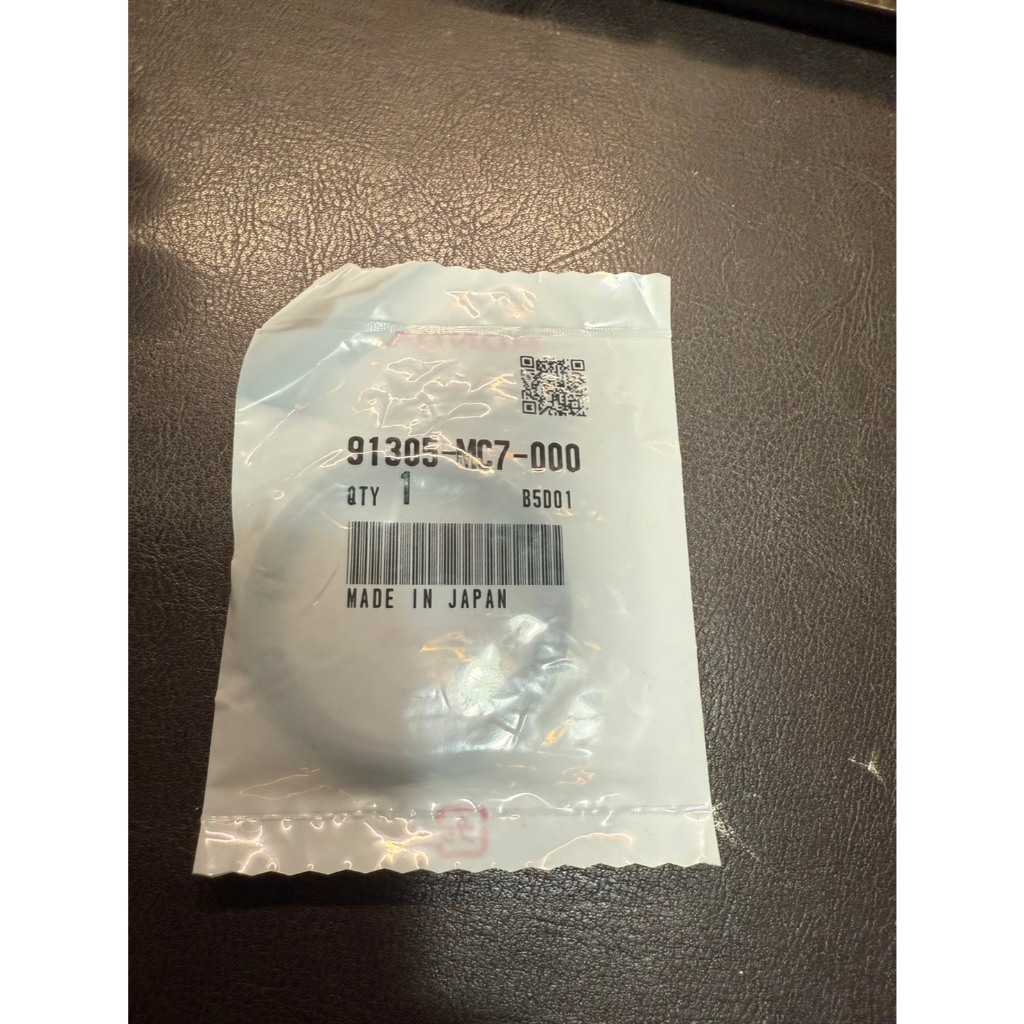 91305-MC7-000
QTY 1 B5D01
MADE IN JAPAN